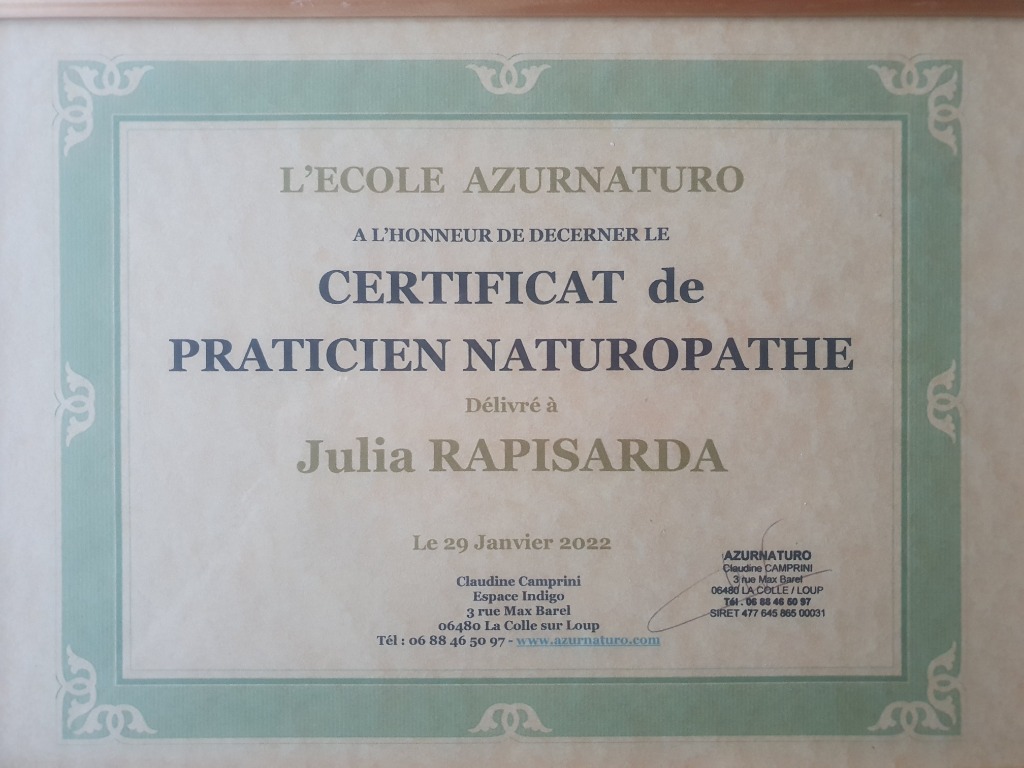 L'ECOLE AZURNATURO
A L'HONNEUR DE DECERNER LE
CERTIFICAT de
PRATICIEN NATUROPATHE
Délivré à
Julia RAPISARDA
Le 29 Janvier 2022
Claudine Camprini
Espace Indigo
3 rue Max Barel
06480 La Colle sur Loup
Tél : 06 88 46 50 97 - www.azurnaturo.com
AZURNATURO
Claudine CAMPRINI
3 rue Max Barel
06480 LA COLLE / LOUP
Tél . 06 88 46 50 97
SIRET 477 645 865 00031